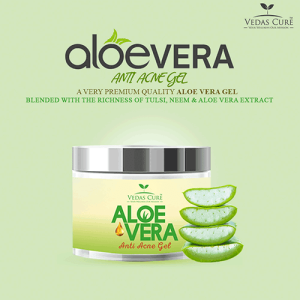 VEDAS CURE
aloeVERA
ANTI ACNE GEL
A VERY PREMIUM QUALITY ALOE VERA GEL
BLENDED WITH THE RICHNESS OF TULSI, NEEM & ALOE VERA EXTRACT
VEDAS CURE
ALOE
VERA
Anti Acne Gel